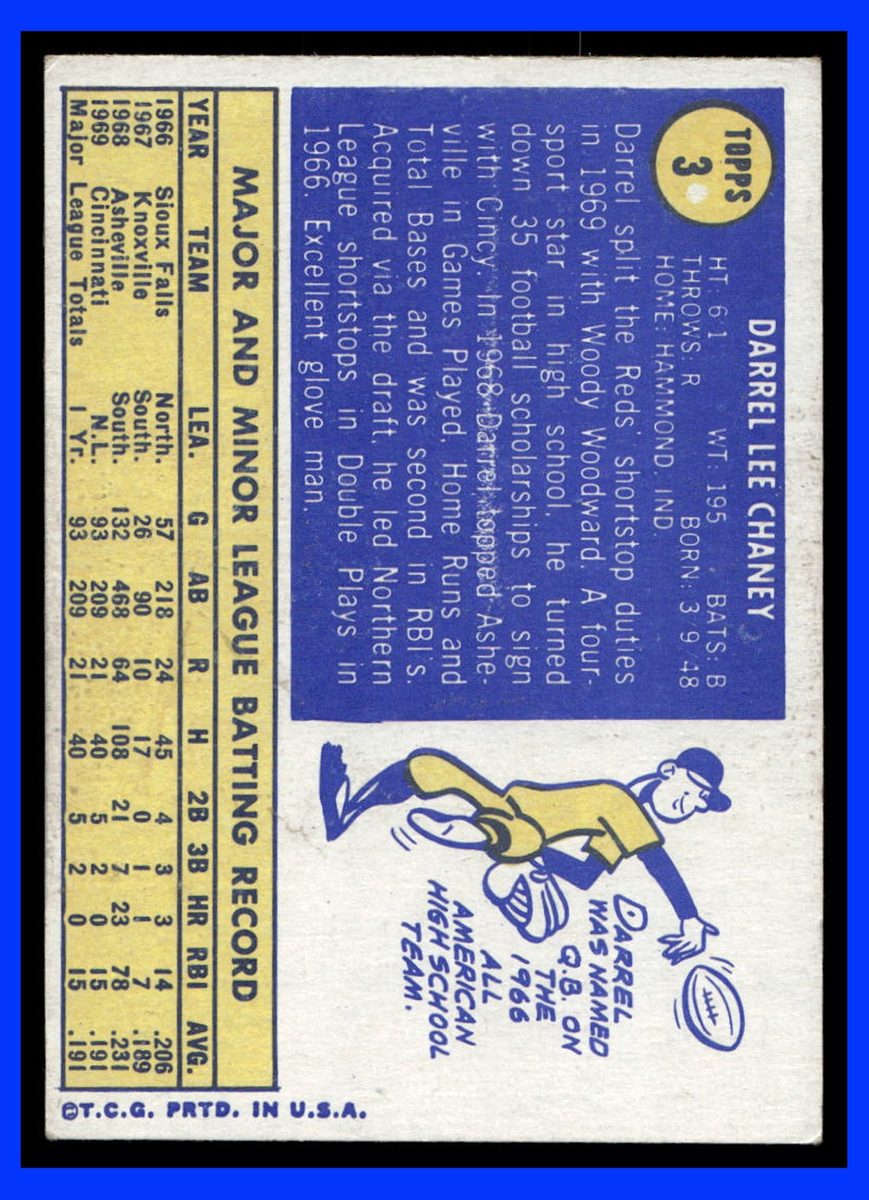 TOPPS
3
DARREL LEE CHANEY
HT: 6'1 WT: 195 BATS: B
THROWS: R BORN: 3/9/48
HOME: HAMMOND, IND.
Darrel split the Reds' shortstop duties
in 1969 with Woody Woodward. A four-
sport star in high school, he turned
down 35 football scholarships to sign
with Cincy. In 1968 Darrel topped Ashe-
ville in Games Played, Home Runs and
Total Bases and was second in RBI's.
Acquired via the draft, he led Northern
League shortstops in Double Plays in
1966. Excellent glove man.
DARREL
WAS NAMED
Q.B. ON
THE
1966
ALL
AMERICAN
HIGH SCHOOL
TEAM.
MAJOR AND MINOR LEAGUE BATTING RECORD
YEAR TEAM LEA. G AB R H 2B 3B HR RBI AVG.
1966 Sioux Falls North. 57 218 24 45 4 3 3 14 .206
1967 Knoxville South. 26 90 10 17 0 1 1 7 .189
1968 Asheville South. 132 468 64 108 21 7 23 78 .231
1969 Cincinnati N.L. 93 209 21 40 5 2 0 15 .191
Major League Totals 1 Yr. 93 209 21 40 5 2 0 15 .191
©T.C.G. PRTD. IN U.S.A.